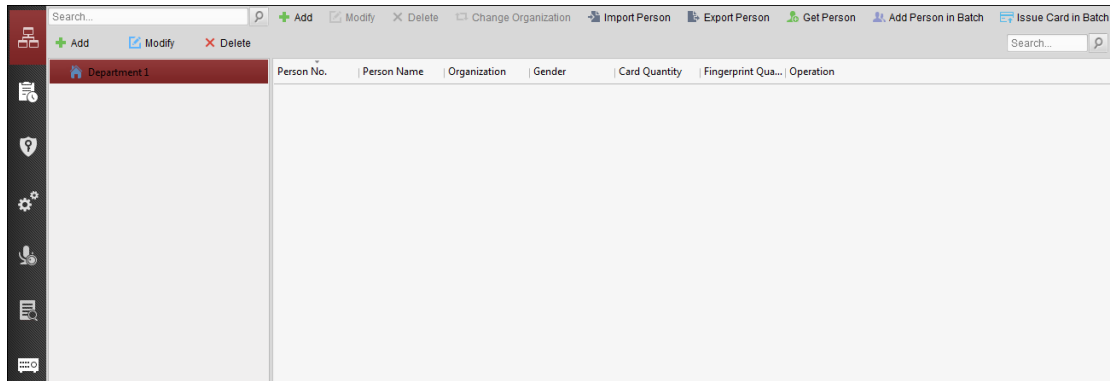 Search... Add Modify Delete Change Organization Import Person Export Person Get Person Add Person in Batch Issue Card in Batch
Add Modify Delete Search...
Department 1 Person No. Person Name Organization Gender Card Quantity Fingerprint Qua... Operation